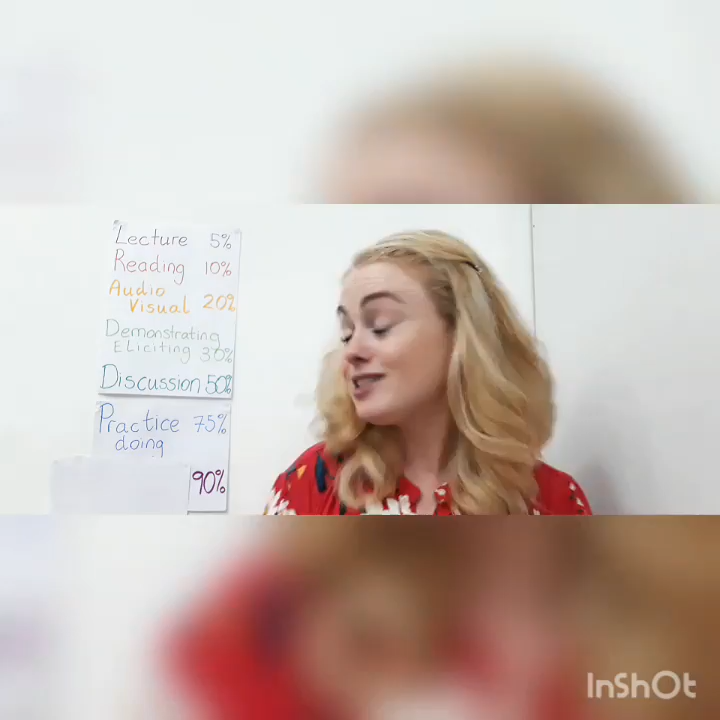 Lecture 5%
Reading 10%
Audio
Visual 20%
Demonstrating
Eliciting 30%
Discussion 50%
Practice 75%
doing
90%
InShOt